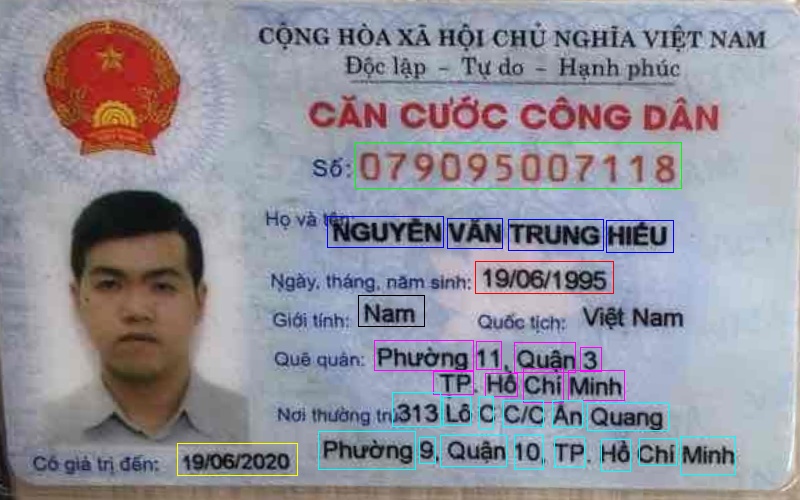 CỘNG HÒA XÃ HỘI CHỦ NGHĨA VIỆT NAM
Độc lập - Tự do - Hạnh phúc
CĂN CƯỚC CÔNG DÂN
Số: 079095007118
Họ và tên: NGUYỄN VĂN TRUNG HIẾU
Ngày, tháng, năm sinh: 19/06/1995
Giới tính: Nam Quốc tịch: Việt Nam
Quê quán: Phường 11, Quận 3
TP. Hồ Chí Minh
Nơi thường trú: 313 Lô C C/C Ấn Quang
Phường 9, Quận 10, TP. Hồ Chí Minh
Có giá trị đến: 19/06/2020